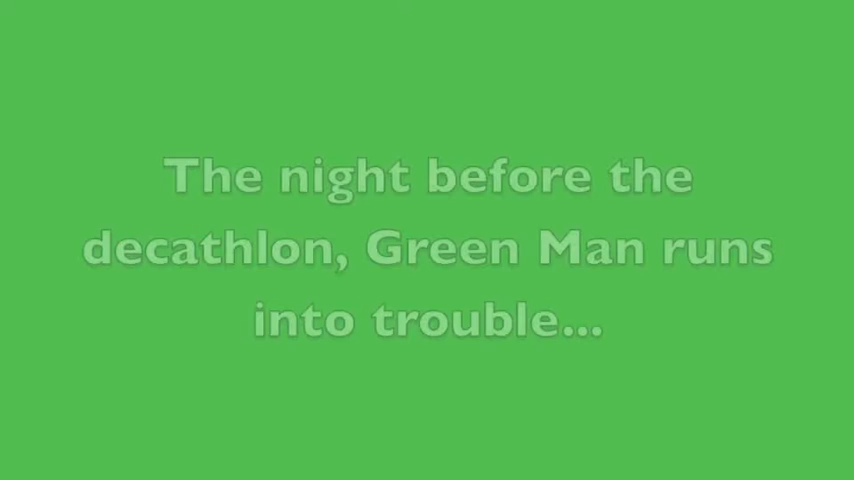 The night before the
decathlon, Green Man runs
into trouble...